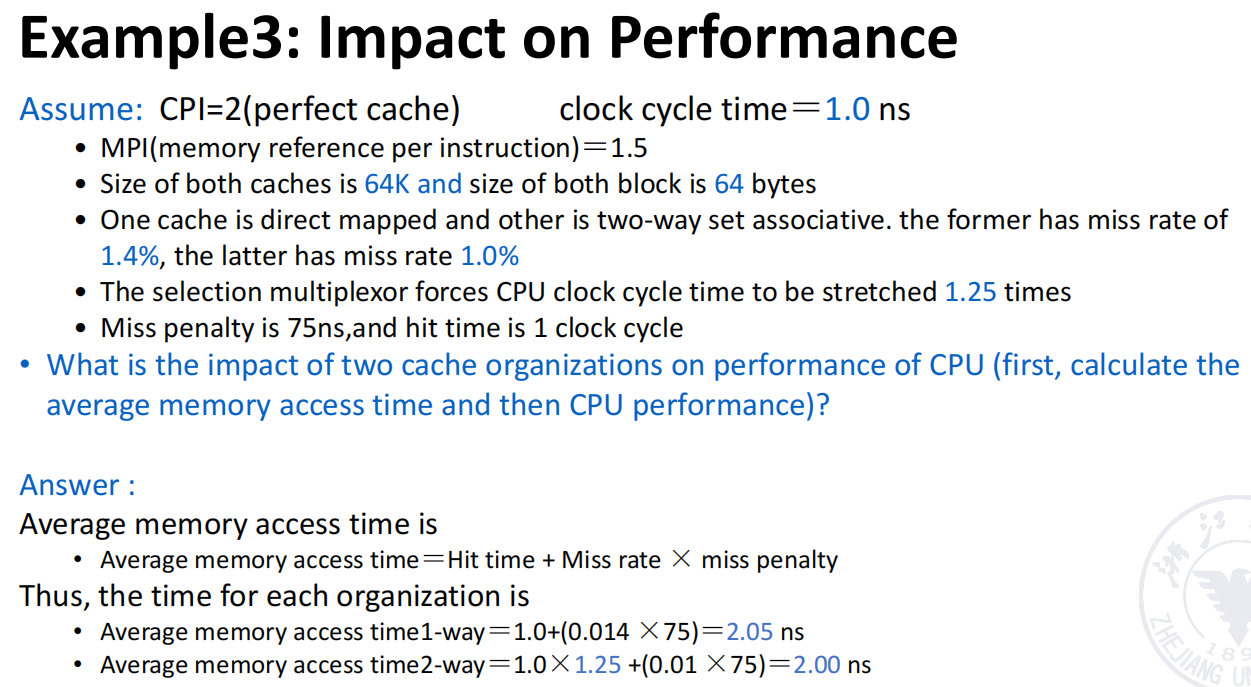 Example3: Impact on Performance
Assume: CPI=2(perfect cache) clock cycle time＝1.0 ns
• MPI(memory reference per instruction)＝1.5
• Size of both caches is 64K and size of both block is 64 bytes
• One cache is direct mapped and other is two-way set associative. the former has miss rate of
1.4%, the latter has miss rate 1.0%
• The selection multiplexor forces CPU clock cycle time to be stretched 1.25 times
• Miss penalty is 75ns,and hit time is 1 clock cycle
• What is the impact of two cache organizations on performance of CPU (first, calculate the
average memory access time and then CPU performance)?
Answer :
Average memory access time is
• Average memory access time＝Hit time + Miss rate × miss penalty
Thus, the time for each organization is
• Average memory access time1-way＝1.0+(0.014 ×75)＝2.05 ns
• Average memory access time2-way＝1.0×1.25 +(0.01 ×75)＝2.00 ns
ZHEJIANG UN
189